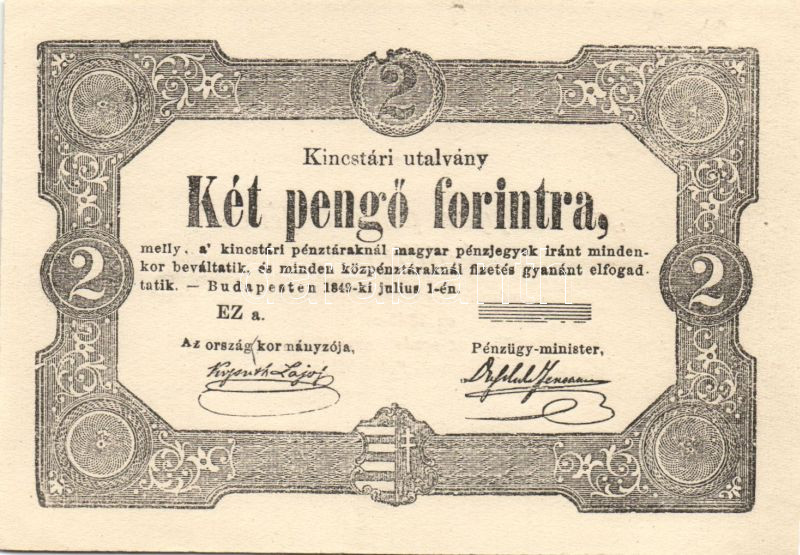 2
Kincstári utalvány
Két pengő forintra,
melly, a' kincstári pénztáraknál magyar pénzjegyek iránt minden-
kor beváltatik, és minden közpénztáraknál fizetés gyanánt elfogad-
tatik. — Budapesten 1849-ki julius 1-én.
2 2
EZ a.
Az ország kormányzója, Pénzügy-minister,
Kossuth Lajos